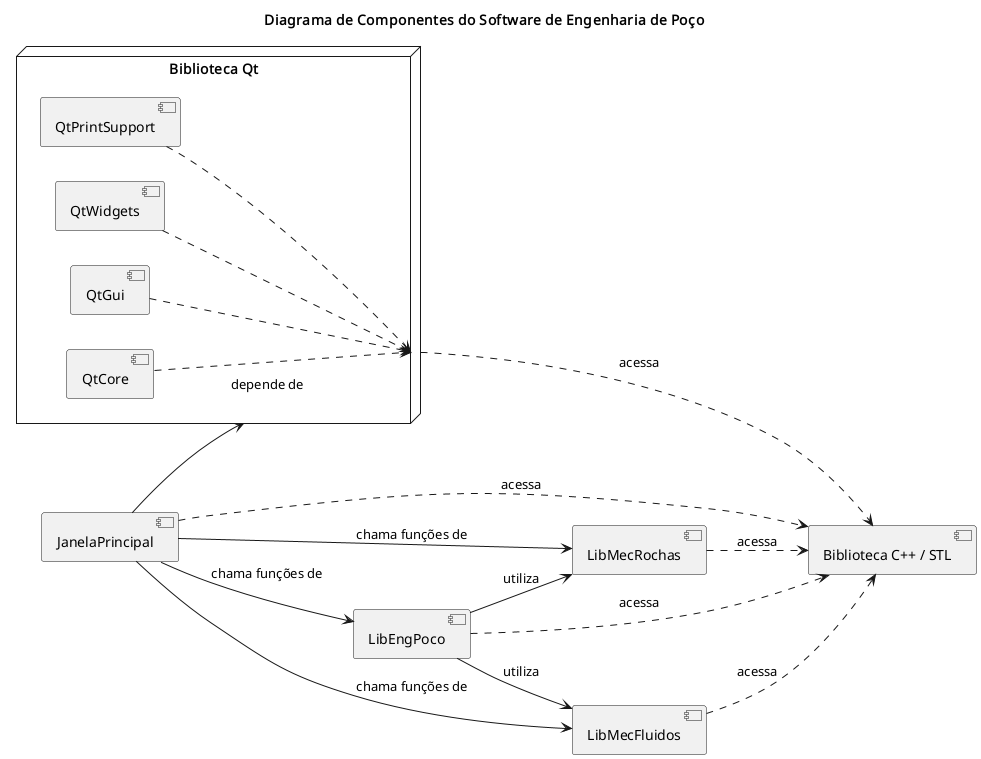 Diagrama de Componentes do Software de Engenharia de Poço
Biblioteca Qt
QtPrintSupport
QtWidgets
QtGui
QtCore
depende de
acessa
acessa
JanelaPrincipal
chama funções de
LibMecRochas
acessa
Biblioteca C++ / STL
chama funções de
utiliza
acessa
LibEngPoco
utiliza
acessa
chama funções de
LibMecFluidos